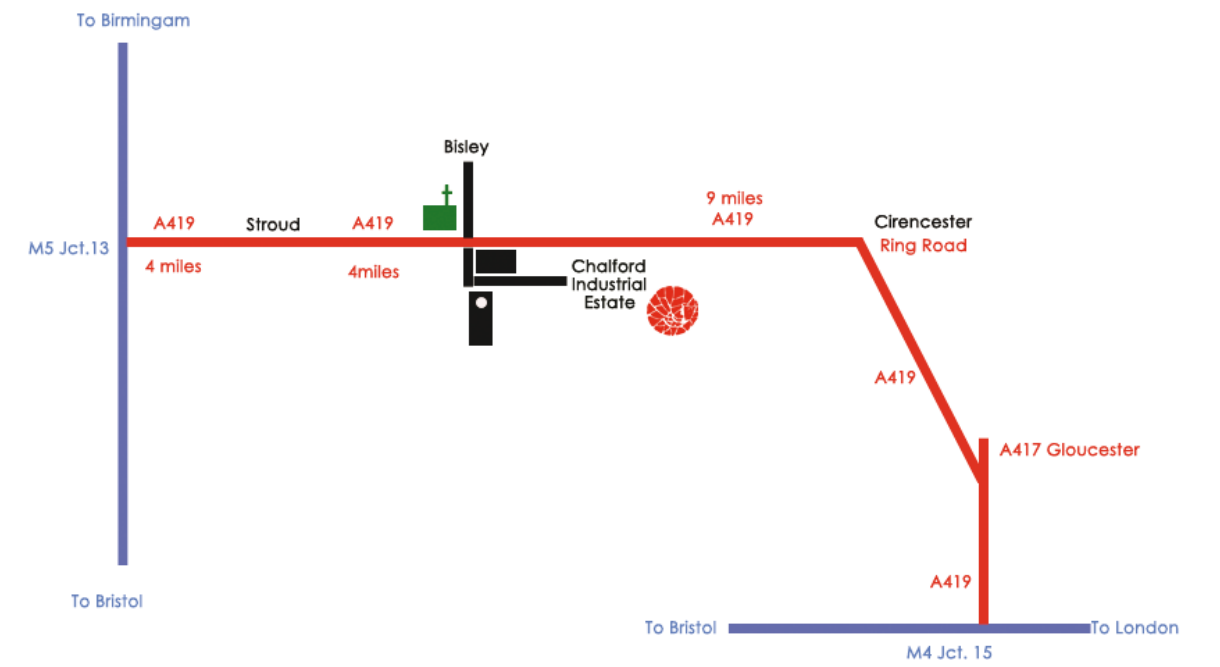 To Birmingam
Bisley
9 miles
A419
A419
Stroud
A419
Cirencester
Ring Road
M5 Jct.13
4 miles
4miles
Chalford
Industrial
Estate
A419
A417 Gloucester
A419
To Bristol
To Bristol
To London
M4 Jct. 15